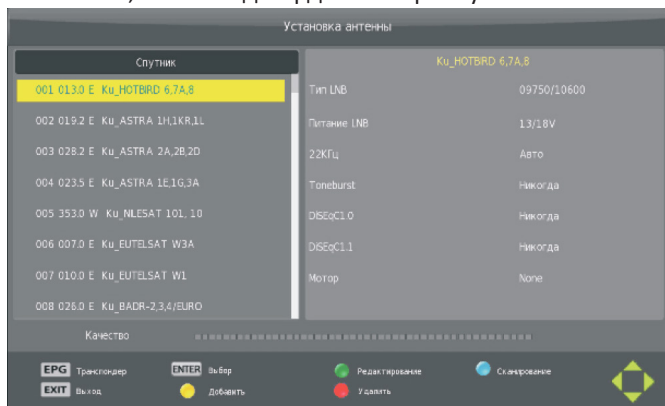 Установка антенны
Спутник
001 013.0 E Ku_HOTBIRD 6,7A,8
002 019.2 E Ku_ASTRA 1H,1KR,1L
003 028.2 E Ku_ASTRA 2A,2B,2D
004 023.5 E Ku_ASTRA 1E,1G,3A
005 353.0 W Ku_NLESAT 101, 10
006 007.0 E Ku_EUTELSAT W3A
007 010.0 E Ku_EUTELSAT W1
008 026.0 E Ku_BADR-2,3,4/EURO
Ku_HOTBIRD 6,7A,8
Тип LNB 09750/10600
Питание LNB 13/18V
22КГц Авто
Toneburst Никогда
DISEqC1.0 Никогда
DISEqC1.1 Никогда
Мотор None
Качество
EPG Транспондер ENTER Выбор Редактирование Сканирование
EXIT Выход Добавить Удалить